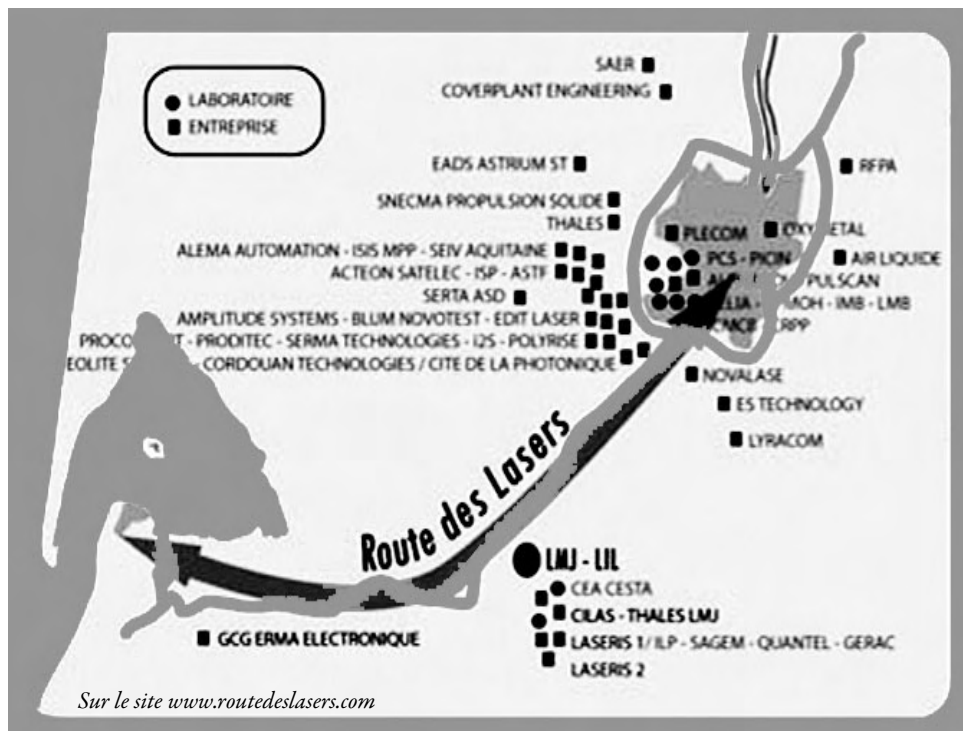 SAER
COVERPLANT ENGINEERING
LABORATOIRE
ENTREPRISE
EADS ASTRIUM ST
RFPA
SNECMA PROPULSION SOLIDE
THALES
PLECOM
ALEMA AUTOMATION - ISIS MPP - SEIV AQUITAINE
PCS - PICIN
AIR LIQUIDE
ACTEON SATELEC - ISP - ASTF
PULSCAN
SERTA ASD
IMB - LMB
AMPLITUDE SYSTEMS - BLUM NOVOTEST - EDIT LASER
PRODITEC - SERMA TECHNOLOGIES - I2S - POLYRISE
CORDOUAN TECHNOLOGIES / CITE DE LA PHOTONIQUE
NOVALASE
ES TECHNOLOGY
LYRACOM
Route des Lasers
LMJ - LIL
CEA CESTA
CILAS - THALES LMJ
GCG ERMA ELECTRONIQUE
LASERIS 1/ ILP - SAGEM - QUANTEL - GERAC
LASERIS 2
Sur le site www.routedeslasers.com